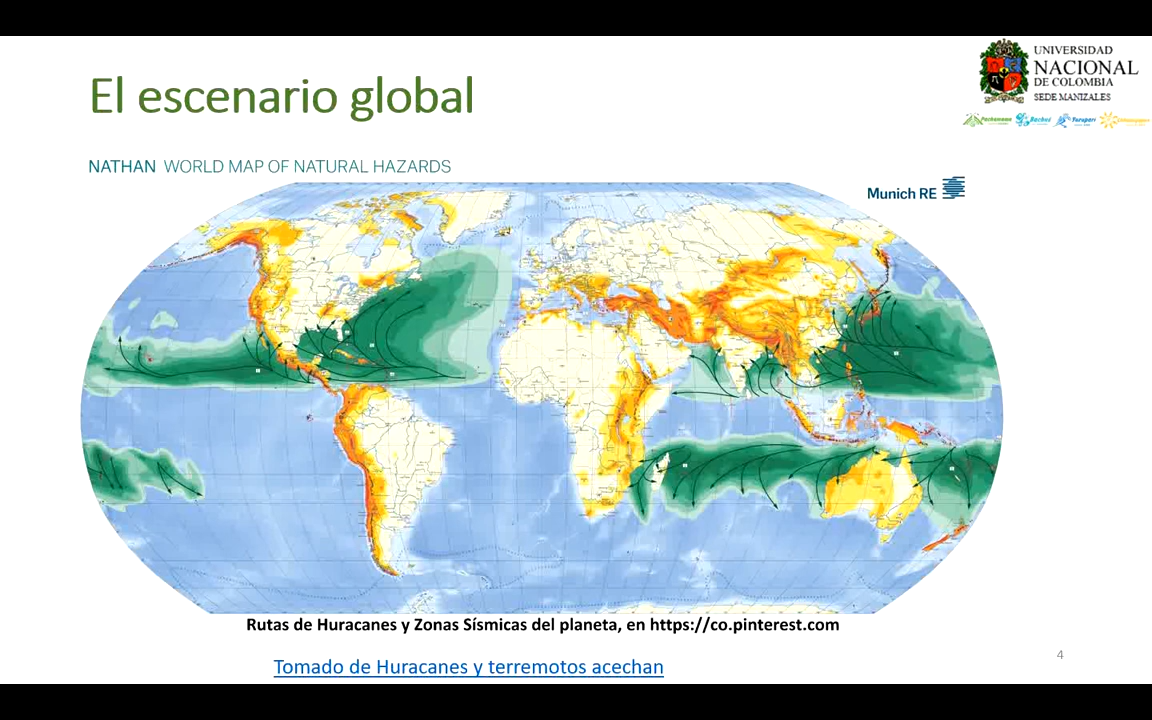 El escenario global
UNIVERSIDAD
NACIONAL
DE COLOMBIA
SEDE MANIZALES
NATHAN WORLD MAP OF NATURAL HAZARDS
Munich RE
Rutas de Huracanes y Zonas Sísmicas del planeta, en https://co.pinterest.com
Tomado de Huracanes y terremotos acechan
4